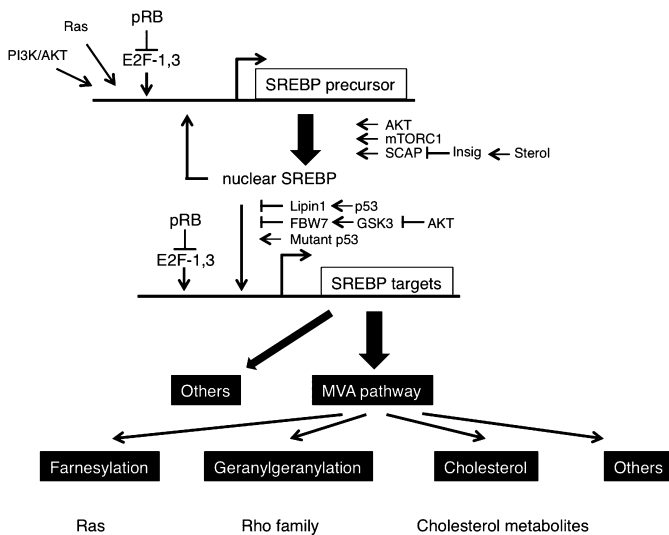 pRB
Ras
PI3K/AKT
E2F-1,3
SREBP precursor
AKT
mTORC1
SCAP Insig Sterol
nuclear SREBP
Lipin1 p53
FBW7 GSK3 AKT
Mutant p53
pRB
E2F-1,3
SREBP targets
Others MVA pathway
Farnesylation Geranylgeranylation Cholesterol Others
Ras Rho family Cholesterol metabolites